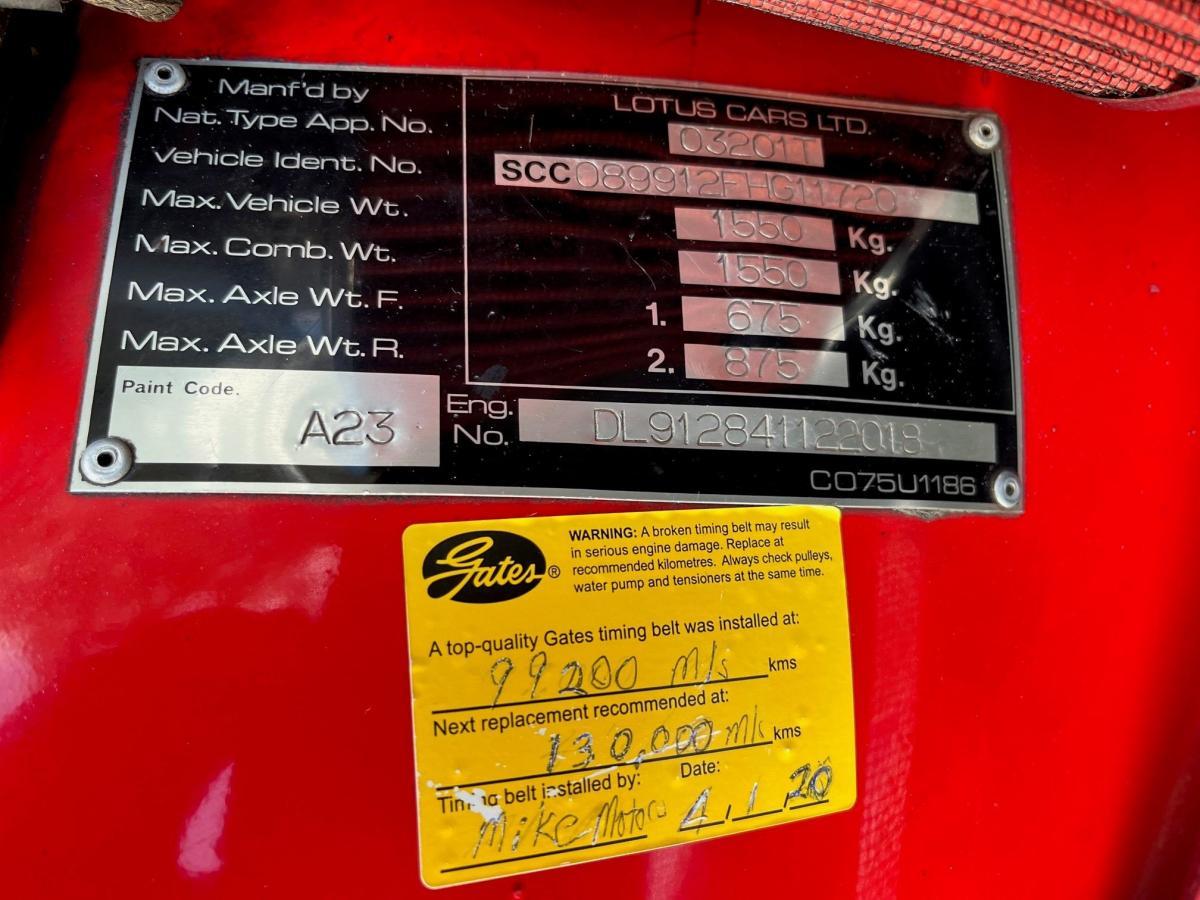 Manf'd by LOTUS CARS LTD.
Nat. Type App. No. 03201T
Vehicle Ident. No. SCC089912FHG11720
Max. Vehicle Wt. 1550 Kg.
Max. Comb. Wt. 1550 Kg.
Max. Axle Wt. F. 1. 675 Kg.
Max. Axle Wt. R. 2. 875 Kg.
Paint Code.
A23
Eng. No. DL912841122018
CO75U1186
Gates®
WARNING: A broken timing belt may result
in serious engine damage. Replace at
recommended kilometres. Always check pulleys,
water pump and tensioners at the same time.
A top-quality Gates timing belt was installed at:
99200 M/s kms
Next replacement recommended at:
130,000 M/s kms
Timing belt installed by: Date:
Mike Motors 4.1.20